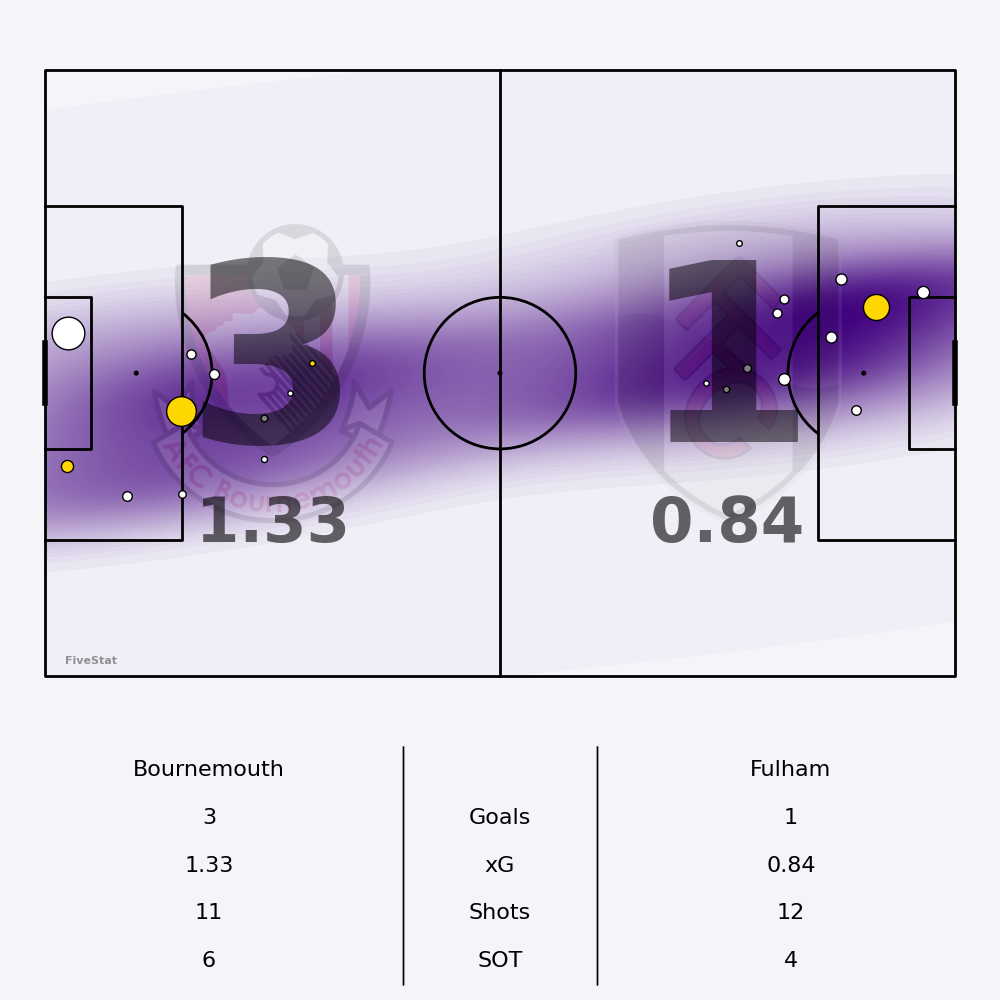 3 1
AFC Bournemouth
1.33 0.84
FiveStat
Bournemouth Fulham
3 Goals 1
1.33 xG 0.84
11 Shots 12
6 SOT 4